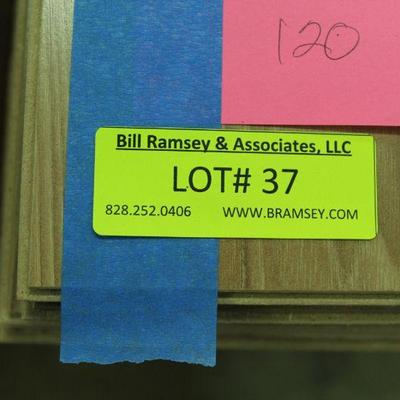 120
Bill Ramsey & Associates, LLC
LOT# 37
828.252.0406 WWW.BRAMSEY.COM